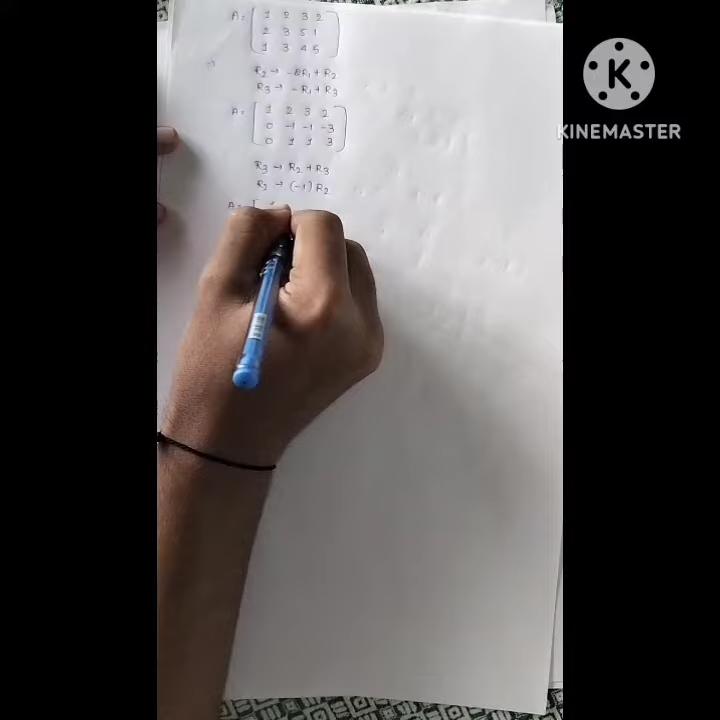 A = [ 1 2 3 2
2 3 5 1
1 3 4 5 ]
R2 → -2R1 + R2
R3 → -R1 + R3
A = [ 1 2 3 2
0 -1 -1 -3
0 1 1 3 ]
R3 → R2 + R3
R2 → (-1) R2
A = [
K
KINEMASTER